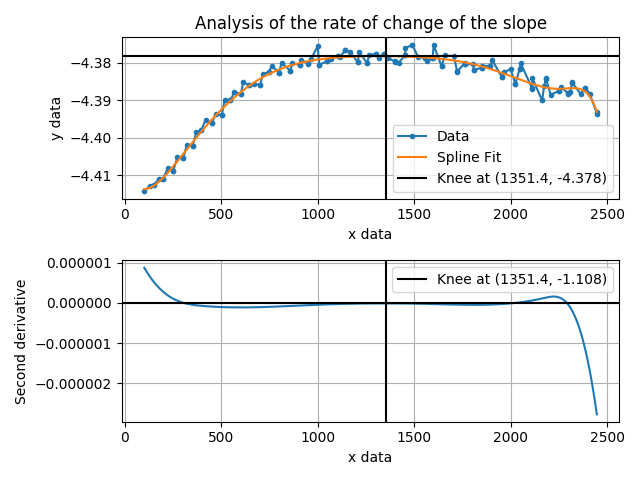 Analysis of the rate of change of the slope
−4.38
−4.39
−4.40
−4.41
y data
Data
Spline Fit
Knee at (1351.4, -4.378)
0
500
1000
1500
2000
2500
x data
0.000001
0.000000
−0.000001
−0.000002
Second derivative
Knee at (1351.4, -1.108)
0
500
1000
1500
2000
2500
x data